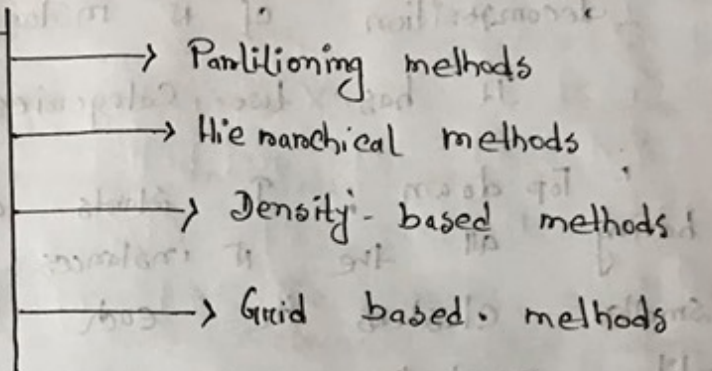 Partitioning methods
Hierarchical methods
Density-based methods
Grid based. methods